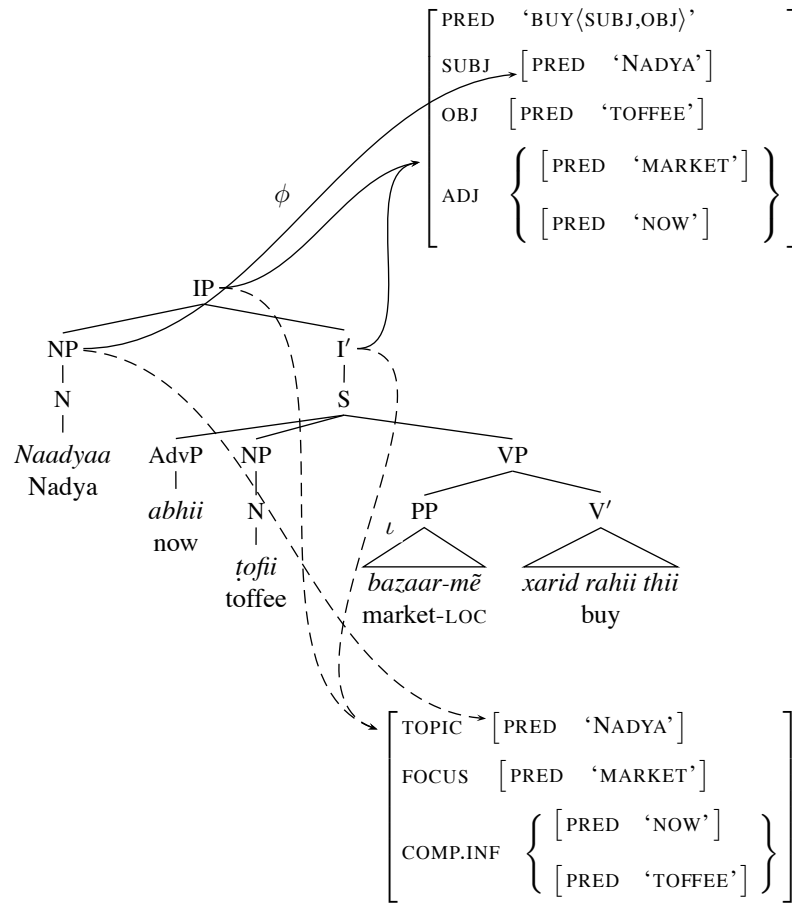 PRED ‘BUY⟨SUBJ,OBJ⟩’
SUBJ [PRED ‘NADYA’]
OBJ [PRED ‘TOFFEE’]
[PRED ‘MARKET’]
ADJ
[PRED ‘NOW’]
ϕ
IP
NP I′
N S
Naadyaa AdvP NP VP
Nadya
abhii N PP V′
now
ι
ṭofii bazaar-mẽ xarid rahii thii
toffee market-LOC buy
TOPIC [PRED ‘NADYA’]
FOCUS [PRED ‘MARKET’]
[PRED ‘NOW’]
COMP.INF
[PRED ‘TOFFEE’]